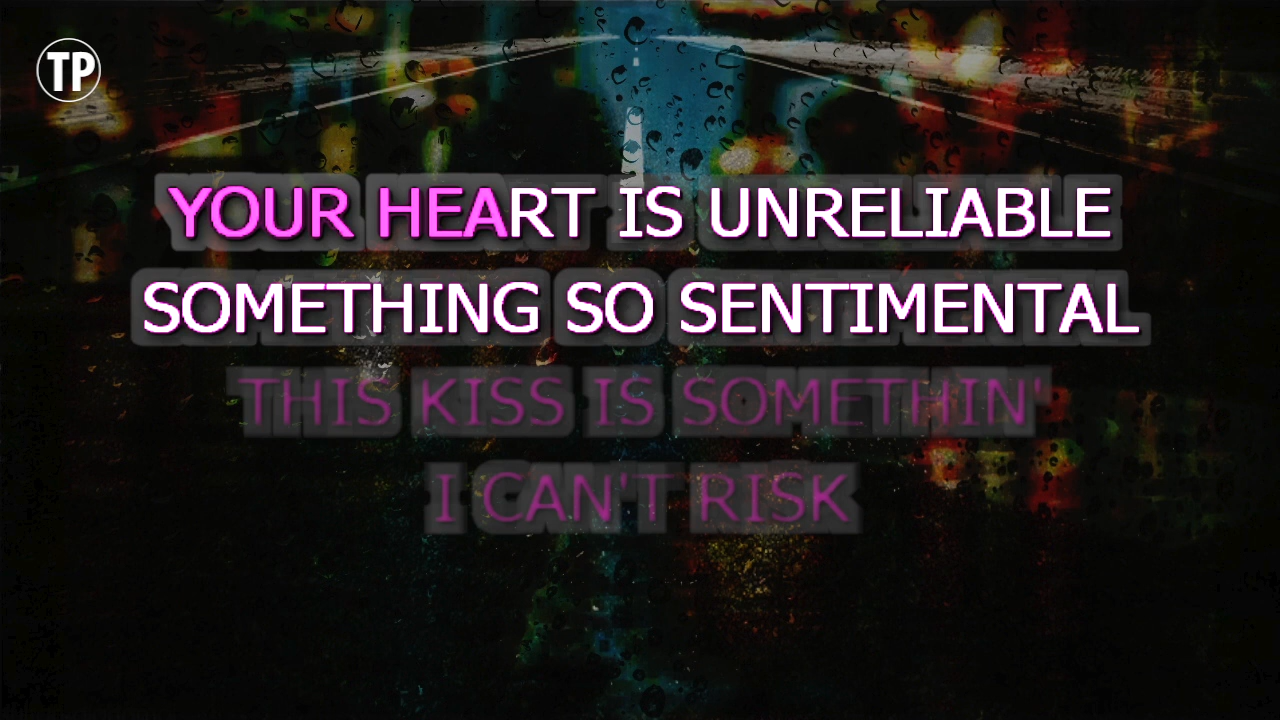 TP
YOUR HEART IS UNRELIABLE
SOMETHING SO SENTIMENTAL
THIS KISS IS SOMETHIN'
I CAN'T RISK